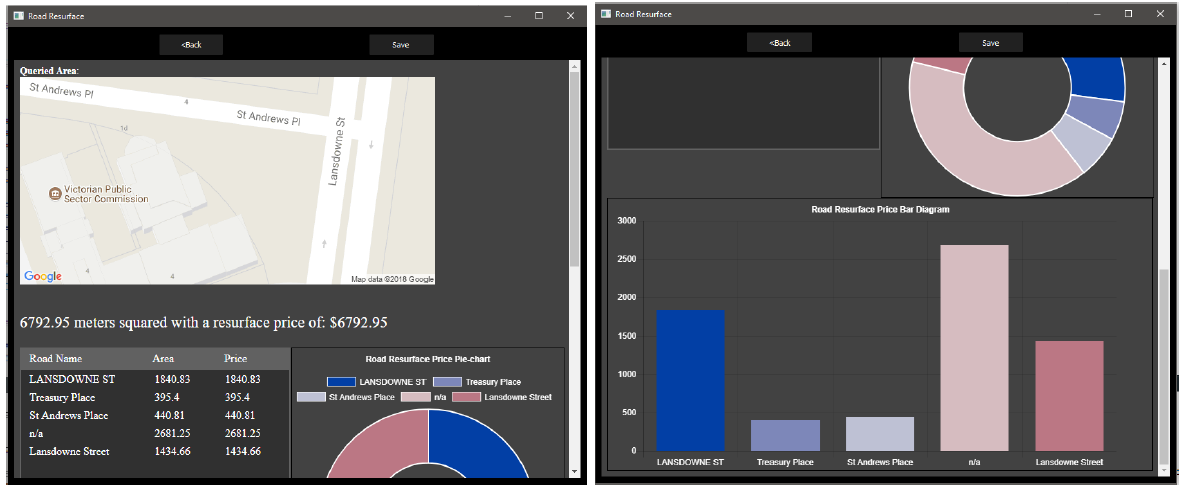 Road Resurface
<Back Save
Queried Area:
St Andrews Pl
4
St Andrews Pl
Lansdowne St
Victorian Public
Sector Commission
4
4
Google
Map data ©2018 Google
6792.95 meters squared with a resurface price of: $6792.95
Road Name Area Price
LANSDOWNE ST 1840.83 1840.83
Treasury Place 395.4 395.4
St Andrews Place 440.81 440.81
n/a 2681.25 2681.25
Lansdowne Street 1434.66 1434.66
Road Resurface Price Pie-chart
LANSDOWNE ST Treasury Place
St Andrews Place n/a Lansdowne Street
Road Resurface
<Back Save
Road Resurface Price Bar Diagram
3000
2500
2000
1500
1000
500
0
LANSDOWNE ST Treasury Place St Andrews Place n/a Lansdowne Street